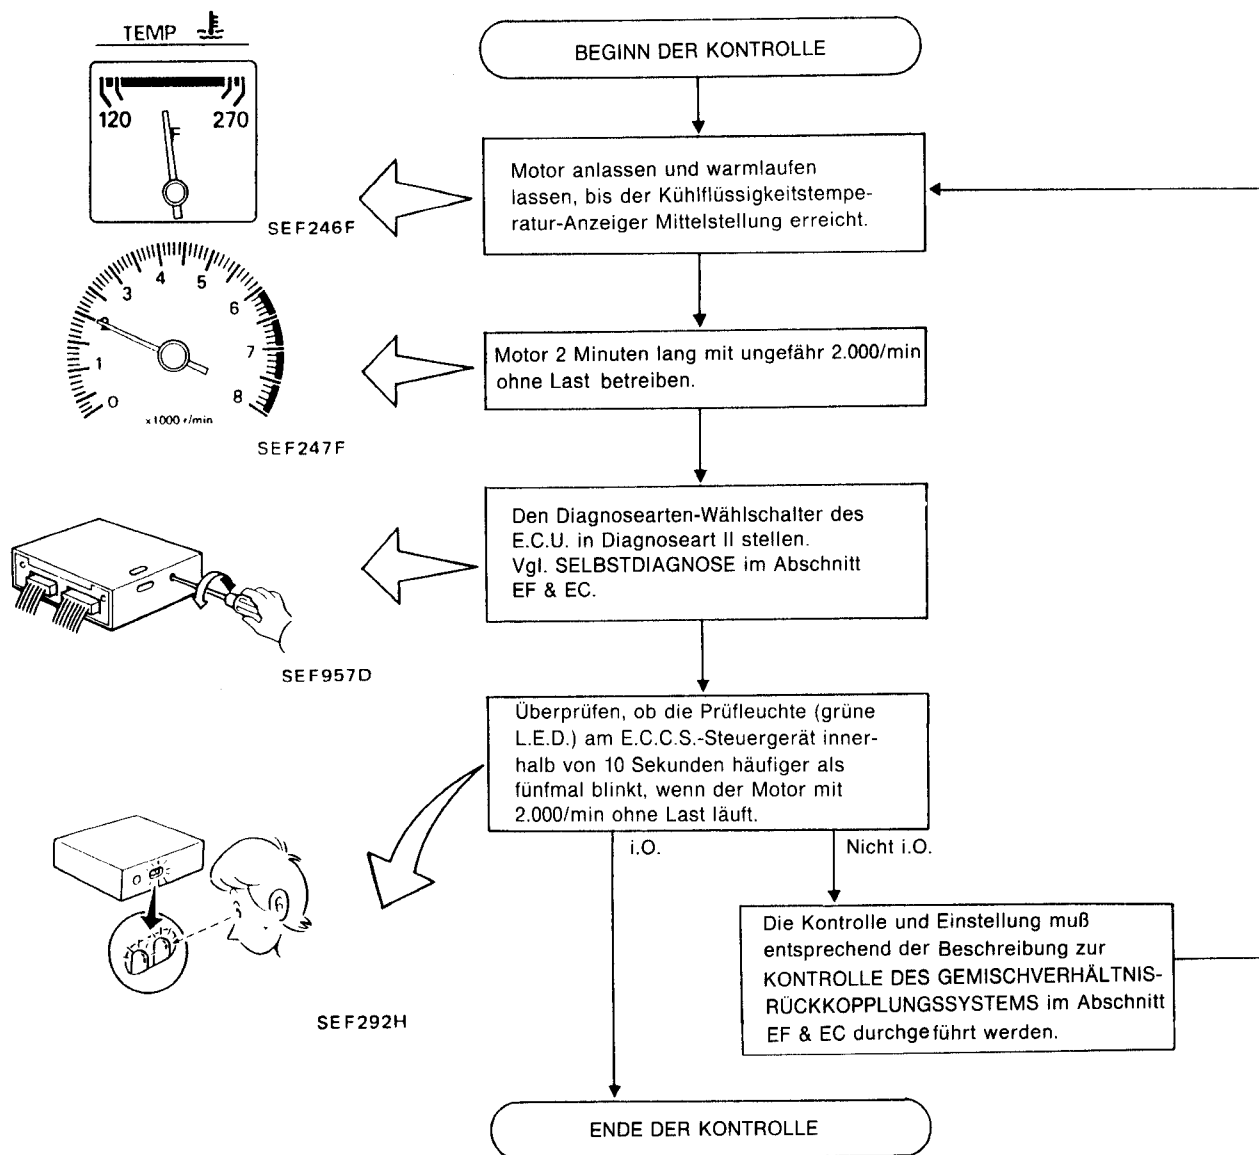 TEMP
BEGINN DER KONTROLLE
120
270
F
Motor anlassen und warmlaufen
lassen, bis der Kühlflüssigkeitstempe-
ratur-Anzeiger Mittelstellung erreicht.
SEF246F
0
1
2
3
4
5
6
7
8
x1000 r/min
Motor 2 Minuten lang mit ungefähr 2.000/min
ohne Last betreiben.
SEF247F
Den Diagnosearten-Wählschalter des
E.C.U. in Diagnoseart II stellen.
Vgl. SELBSTDIAGNOSE im Abschnitt
EF & EC.
SEF957D
Überprüfen, ob die Prüfleuchte (grüne
L.E.D.) am E.C.C.S.-Steuergerät inner-
halb von 10 Sekunden häufiger als
fünfmal blinkt, wenn der Motor mit
2.000/min ohne Last läuft.
i.O.
Nicht i.O.
Die Kontrolle und Einstellung muß
entsprechend der Beschreibung zur
KONTROLLE DES GEMISCHVERHÄLTNIS-
RÜCKKOPPLUNGSSYSTEMS im Abschnitt
EF & EC durchgeführt werden.
SEF292H
ENDE DER KONTROLLE